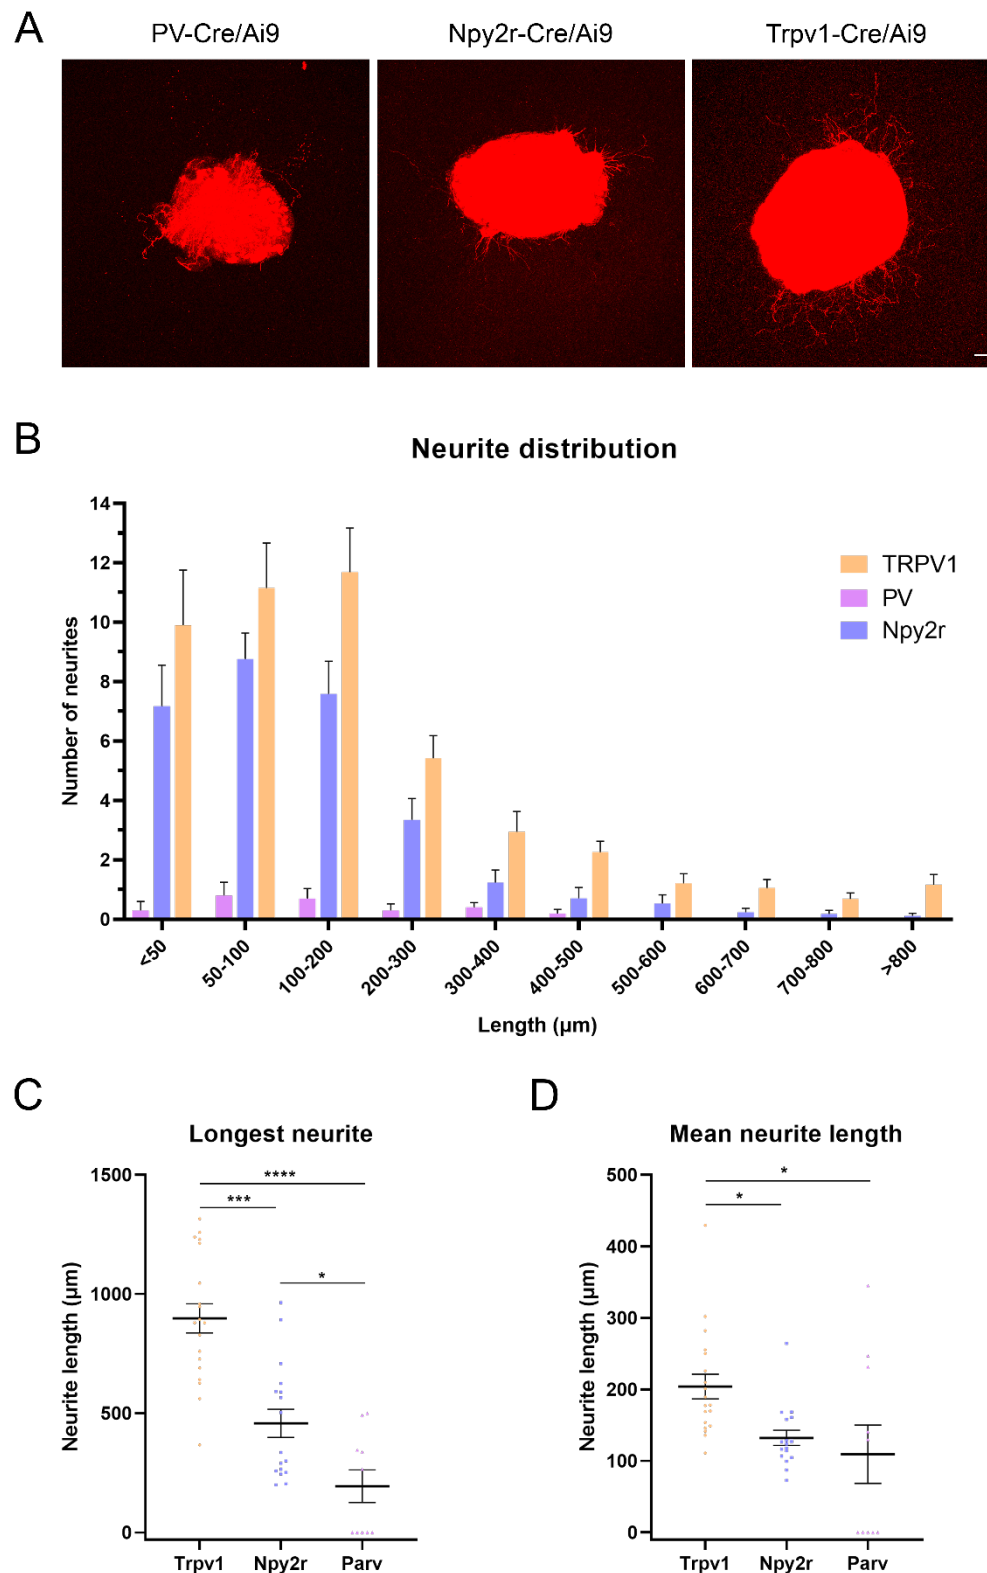 A
PV-Cre/Ai9
Npy2r-Cre/Ai9
Trpv1-Cre/Ai9
B
Neurite distribution
Number of neurites
14
12
10
8
6
4
2
0
TRPV1
PV
Npy2r
<50
50-100
100-200
200-300
300-400
400-500
500-600
600-700
700-800
>800
Length (µm)
C
Longest neurite
Neurite length (µm)
1500
1000
500
0
****
***
*
Trpv1
Npy2r
Parv
D
Mean neurite length
Neurite length (µm)
500
400
300
200
100
0
*
*
Trpv1
Npy2r
Parv